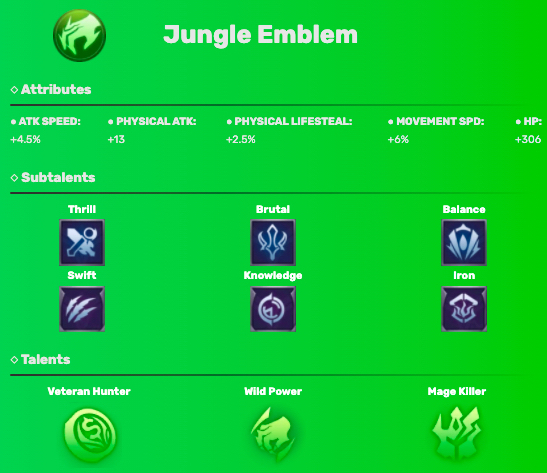 Jungle Emblem
◇ Attributes
● ATK SPEED: ● PHYSICAL ATK: ● PHYSICAL LIFESTEAL: ● MOVEMENT SPD: ● HP:
+4.5% +13 +2.5% +6% +306
◇ Subtalents
Thrill Brutal Balance
Swift Knowledge Iron
◇ Talents
Veteran Hunter Wild Power Mage Killer